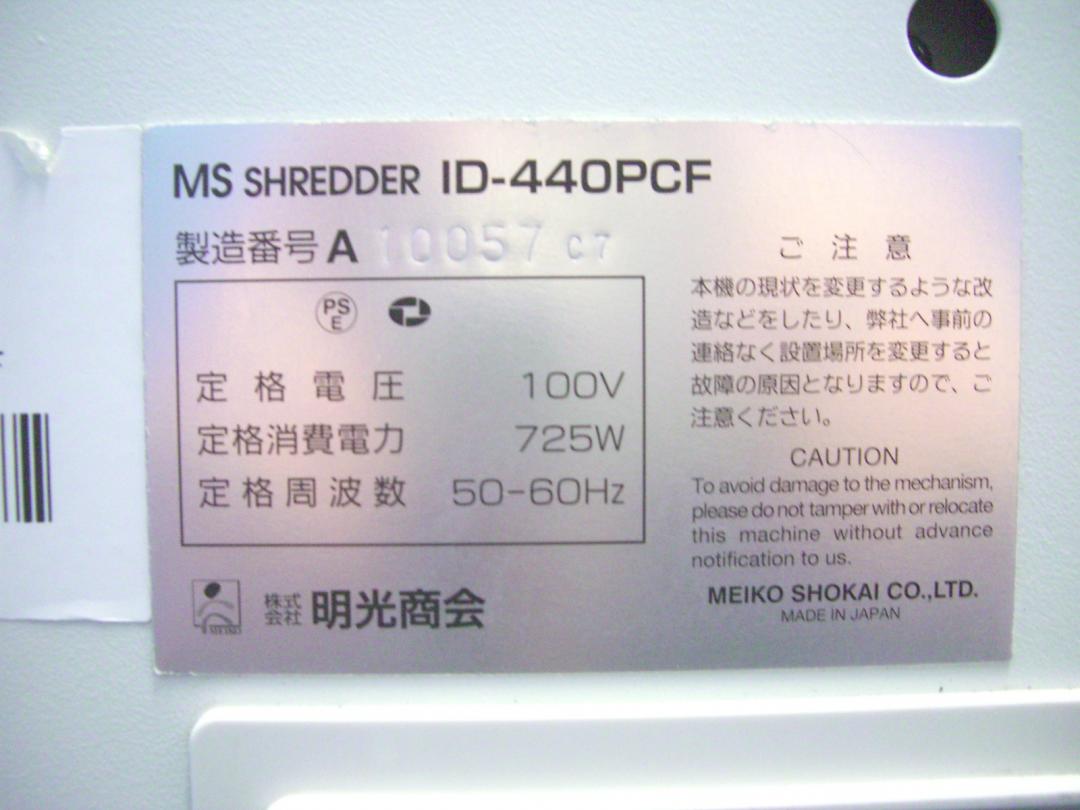 MS SHREDDER ID-440PCF
製造番号 A 10057 C7
PS
E
定格電圧 100V
定格消費電力 725W
定格周波数 50-60Hz
MEIKO
株式会社 明光商会
ご注意
本機の現状を変更するような改
造などをしたり、弊社へ事前の
連絡なく設置場所を変更すると
故障の原因となりますので、ご
注意ください。
CAUTION
To avoid damage to the mechanism,
please do not tamper with or relocate
this machine without advance
notification to us.
MEIKO SHOKAI CO.,LTD.
MADE IN JAPAN